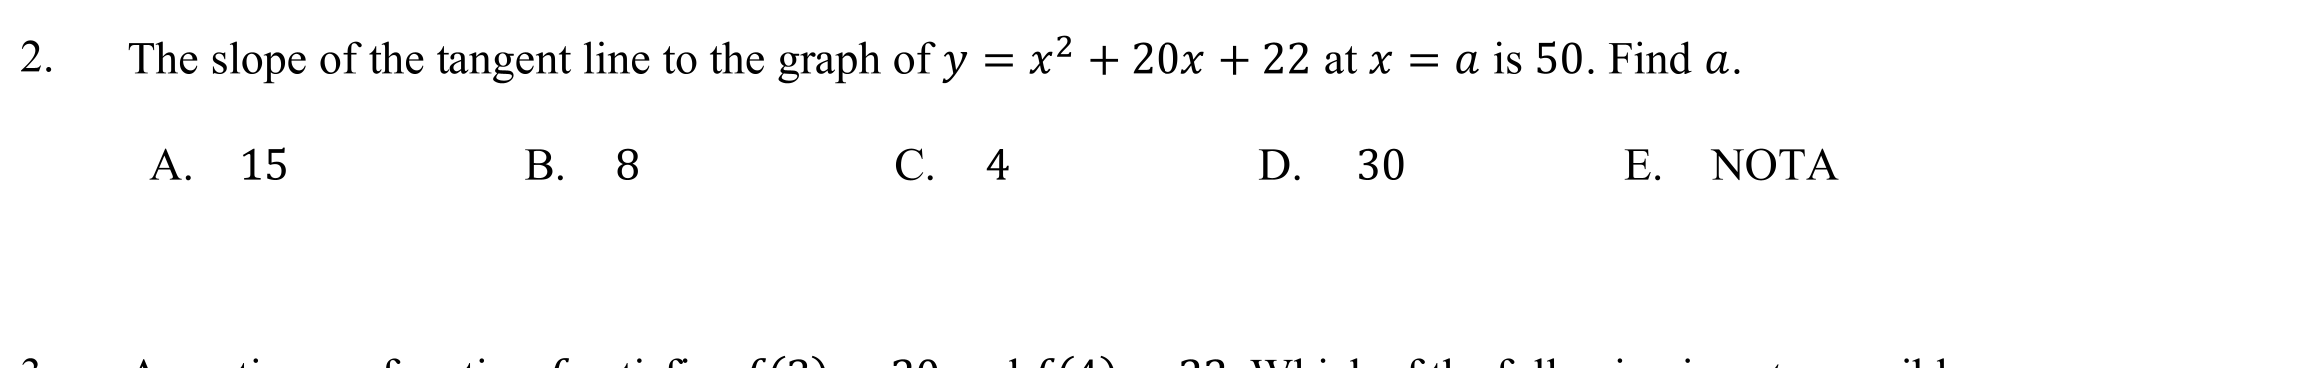 2. The slope of the tangent line to the graph of y = x² + 20x + 22 at x = a is 50. Find a.
A. 15 B. 8 C. 4 D. 30 E. NOTA